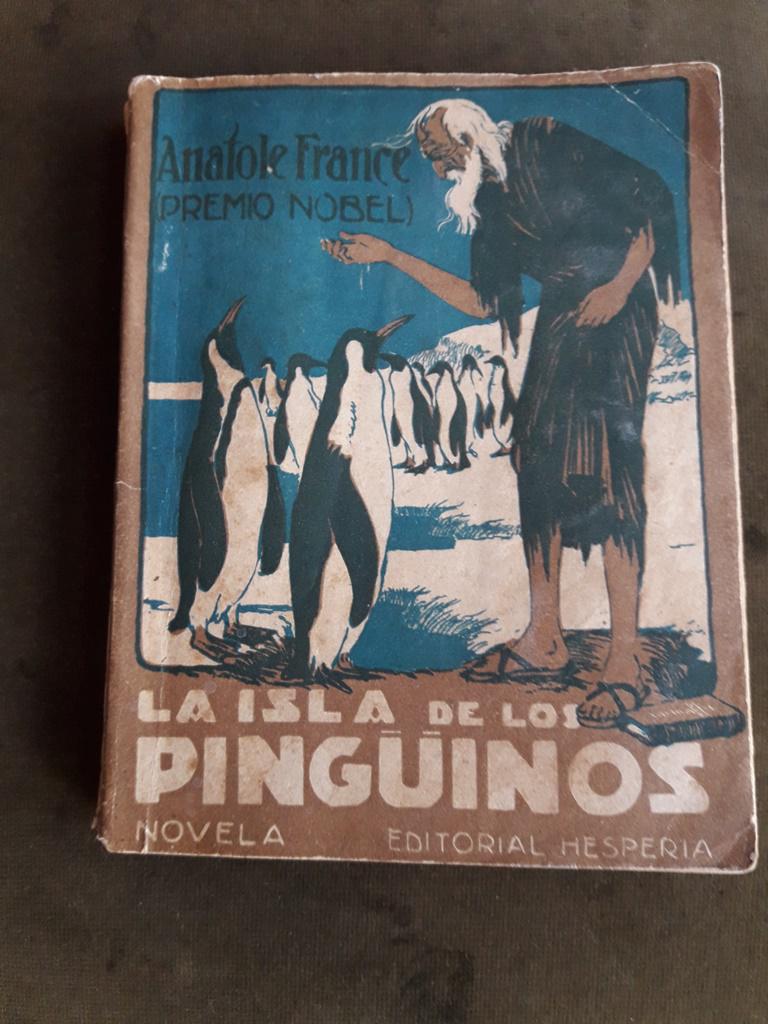 Anatole France
(PREMIO NOBEL)
LA ISLA DE LOS
PINGÜINOS
NOVELA EDITORIAL HESPERIA